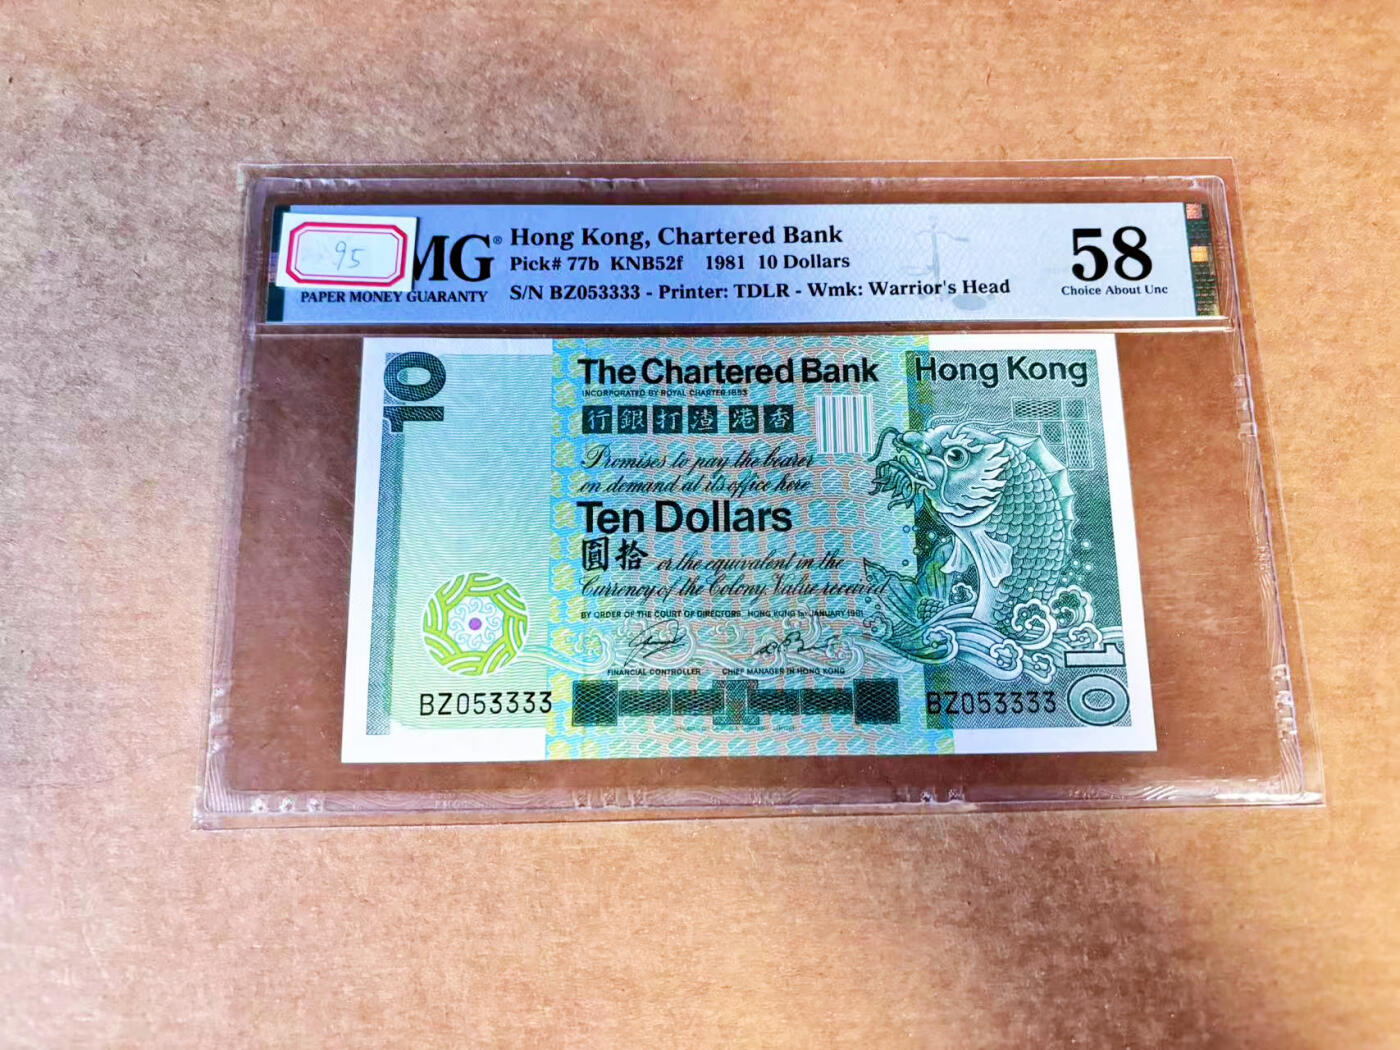 95
MG®
PAPER MONEY GUARANTY
Hong Kong, Chartered Bank
Pick# 77b KNB52f 1981 10 Dollars
S/N BZ053333 - Printer: TDLR - Wmk: Warrior's Head
58
Choice About Unc
10
The Chartered Bank
INCORPORATED BY ROYAL CHARTER 1853
行銀打渣港香
Hong Kong
Promises to pay the bearer
on demand at its office here
Ten Dollars
圓拾 or the equivalent in the
Currency of the Colony. Value received
BY ORDER OF THE COURT OF DIRECTORS HONG KONG 1st JANUARY 1981
FINANCIAL CONTROLLER CHIEF MANAGER IN HONG KONG
BZ053333
BZ053333
10